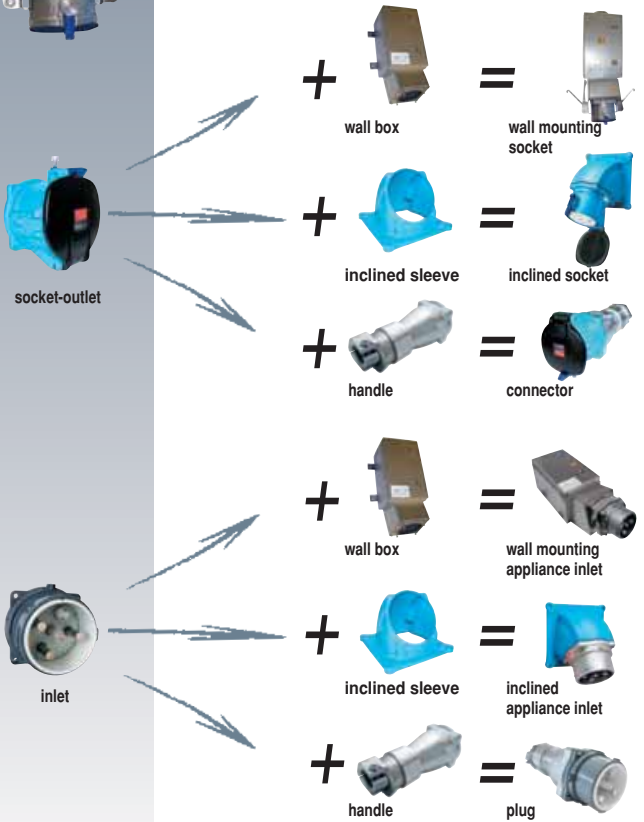 + =
wall box
wall mounting
socket
+ =
socket-outlet
inclined sleeve
inclined socket
+ =
handle
connector
+ =
wall box
wall mounting
appliance inlet
+ =
inlet
inclined sleeve
inclined
appliance inlet
+ =
handle
plug